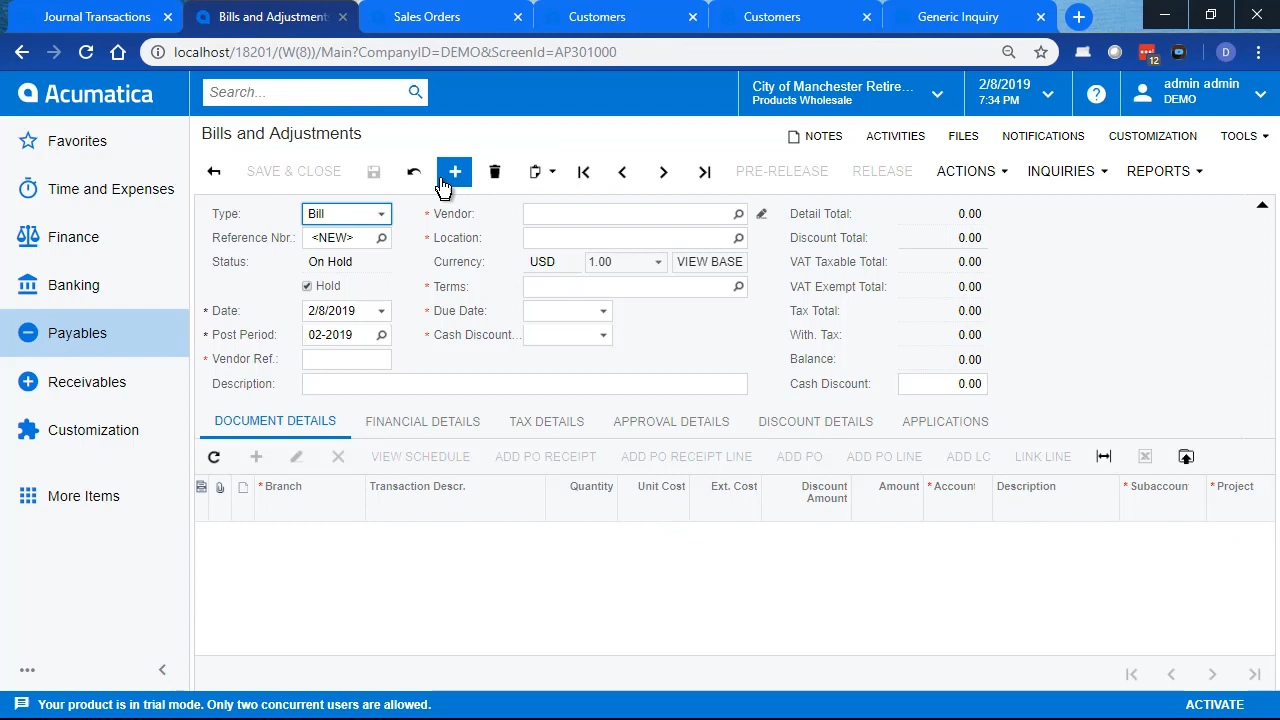 Journal Transactions
Bills and Adjustments
Sales Orders
Customers
Customers
Generic Inquiry
localhost/18201/(W(8))/Main?CompanyID=DEMO&ScreenId=AP301000
12
D
Acumatica
Search...
City of Manchester Retire...
Products Wholesale
2/8/2019
7:34 PM
admin admin
DEMO
Favorites
Time and Expenses
Finance
Banking
Payables
Receivables
Customization
More Items
Bills and Adjustments
NOTES ACTIVITIES FILES NOTIFICATIONS CUSTOMIZATION TOOLS
SAVE & CLOSE PRE-RELEASE RELEASE ACTIONS INQUIRIES REPORTS
Type: Bill * Vendor: Detail Total: 0.00
Reference Nbr.: <NEW> * Location: Discount Total: 0.00
Status: On Hold Currency: USD 1.00 VIEW BASE VAT Taxable Total: 0.00
Hold * Terms: VAT Exempt Total: 0.00
* Date: 2/8/2019 * Due Date: Tax Total: 0.00
* Post Period: 02-2019 * Cash Discount... With. Tax: 0.00
* Vendor Ref.: Balance: 0.00
Description: Cash Discount: 0.00
DOCUMENT DETAILS FINANCIAL DETAILS TAX DETAILS APPROVAL DETAILS DISCOUNT DETAILS APPLICATIONS
VIEW SCHEDULE ADD PO RECEIPT ADD PO RECEIPT LINE ADD PO ADD PO LINE ADD LC LINK LINE
* Branch Transaction Descr. Quantity Unit Cost Ext. Cost Discount Amount Amount * Account Description * Subaccoun * Project
Your product is in trial mode. Only two concurrent users are allowed. ACTIVATE